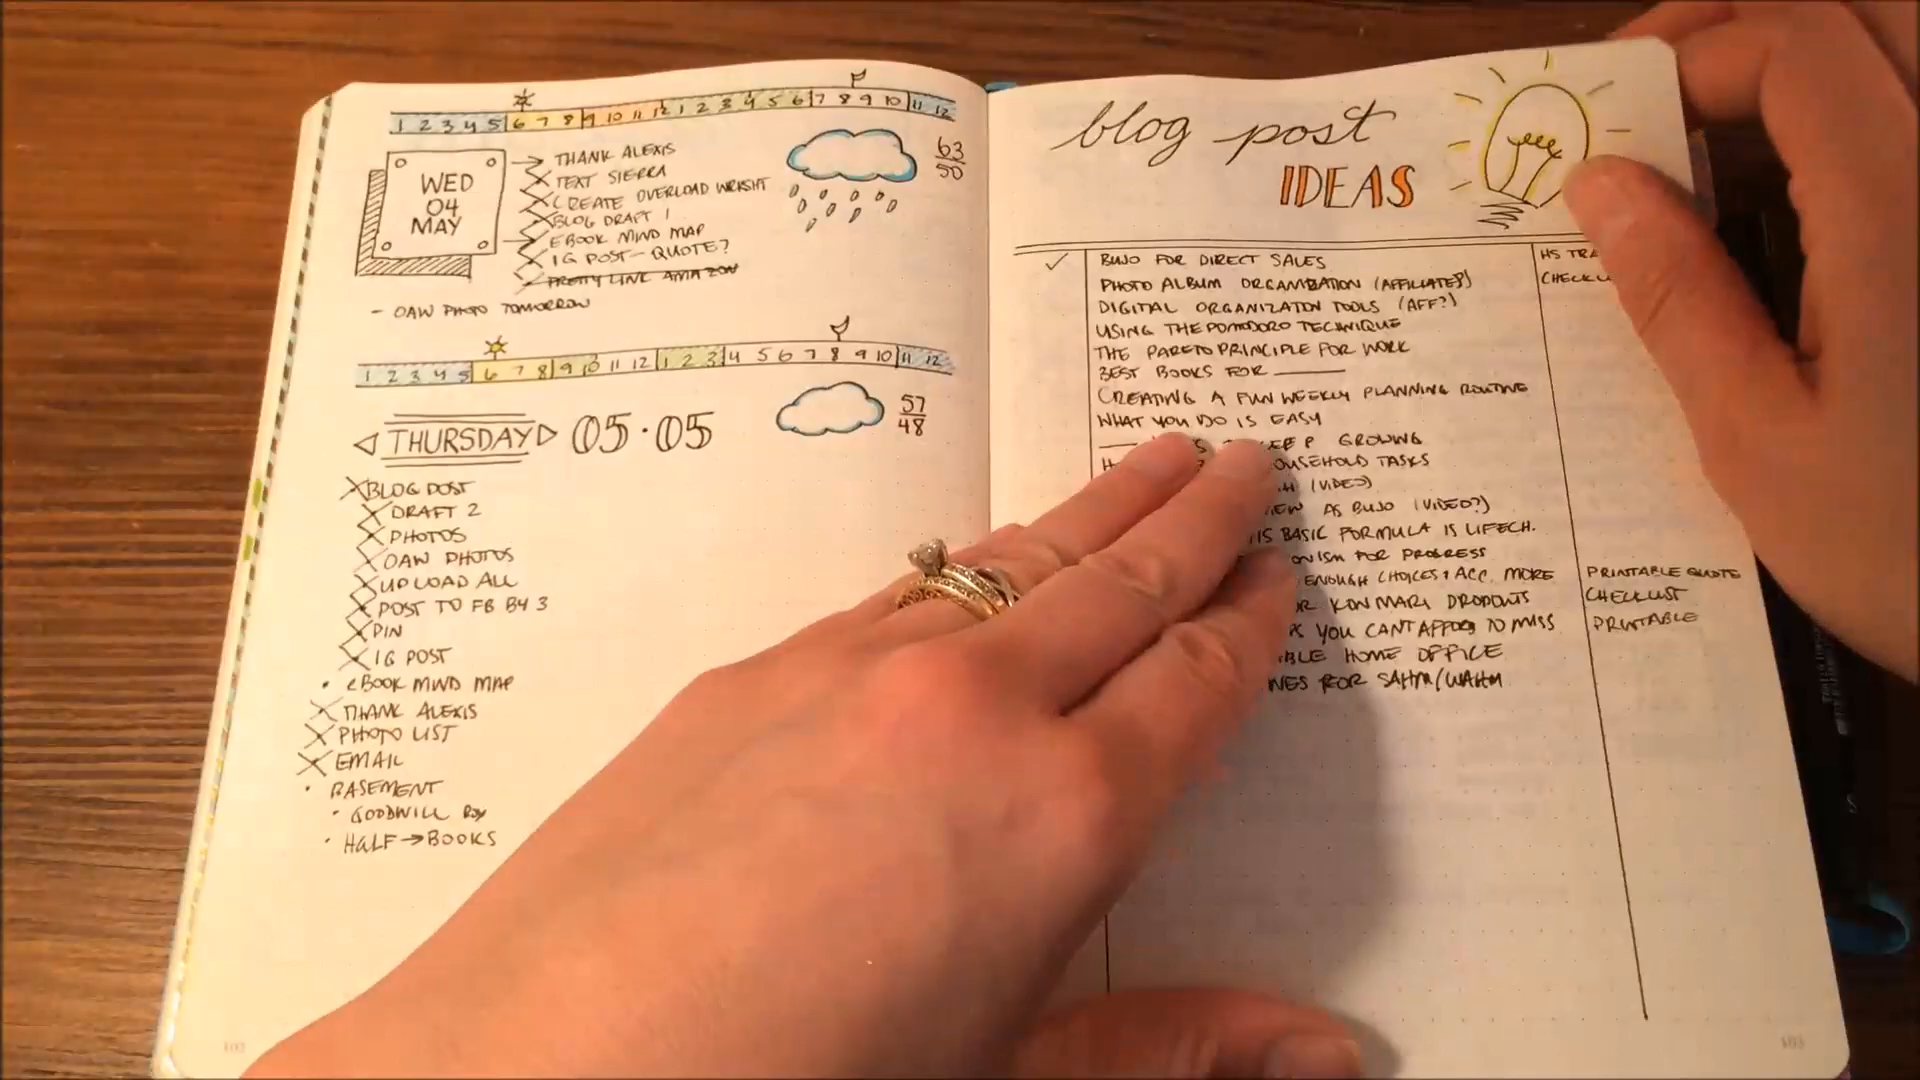 1 2 3 4 5 6 7 8 9 10 11 12 1 2 3 4 5 6 7 8 9 10 11 12
WED
04
MAY
THANK ALEXIS
TEXT SIERRA
CREATE OVERLOAD WRISHT
BLOG DRAFT 1
EBOOK MIND MAP
IG POST - QUOTE?
PRETTY LINK AMAZON
- OAW PHOTO TOMORROW
63
50
1 2 3 4 5 6 7 8 9 10 11 12 1 2 3 4 5 6 7 8 9 10 11 12
THURSDAY 05.05
57
48
BLOG POST
DRAFT 2
PHOTOS
OAW PHOTOS
UPLOAD ALL
POST TO FB BY 3
PIN
IG POST
• EBOOK MIND MAP
THANK ALEXIS
PHOTO LIST
EMAIL
• BASEMENT
• GOODWILL BOX
• HALF → BOOKS
blog post
IDEAS
✓ BUJO FOR DIRECT SALES
PHOTO ALBUM ORGANIZATION (AFFILIATES?)
DIGITAL ORGANIZATON TOOLS (AFF?)
USING THE POMODORO TECHNIQUE
THE PARETO PRINCIPLE FOR WORK
BEST BOOKS FOR ______
CREATING A FUN WEEKLY PLANNING ROUTINE
WHAT YOU DO IS EASY
GROWING
HOUSEHOLD TASKS
(VIDEO)
AS BUJO (VIDEO?)
BASIC FORMULA IS LIFECH.
FOR PROGRESS
ENOUGH CHOICES + ACC. MORE
KONMARI DROPOUTS
YOU CANT AFFORD TO MISS
HOME OFFICE
FOR SAHM/WAHM
HS
PRINTABLE QUOTE
CHECKLIST
PRINTABLE